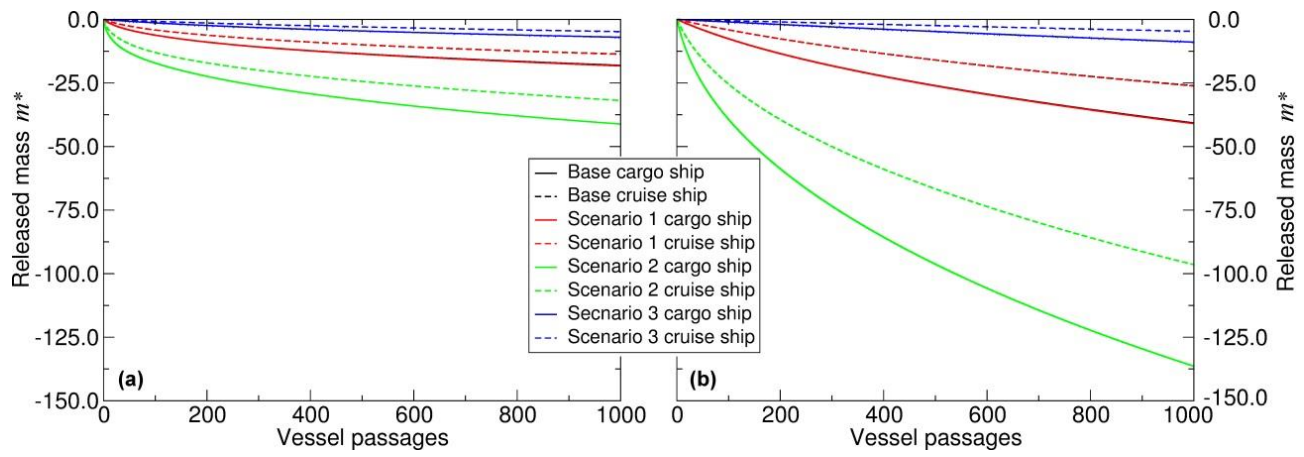 0.0
-25.0
-50.0
-75.0
-100.0
-125.0
-150.0
Released mass m*
(a)
0 200 400 600 800 1000
Vessel passages
Base cargo ship
Base cruise ship
Scenario 1 cargo ship
Scenario 1 cruise ship
Scenario 2 cargo ship
Scenario 2 cruise ship
Secnario 3 cargo ship
Scenario 3 cruise ship
(b)
0 200 400 600 800 1000
Vessel passages
0.0
-25.0
-50.0
-75.0
-100.0
-125.0
-150.0
Released mass m*